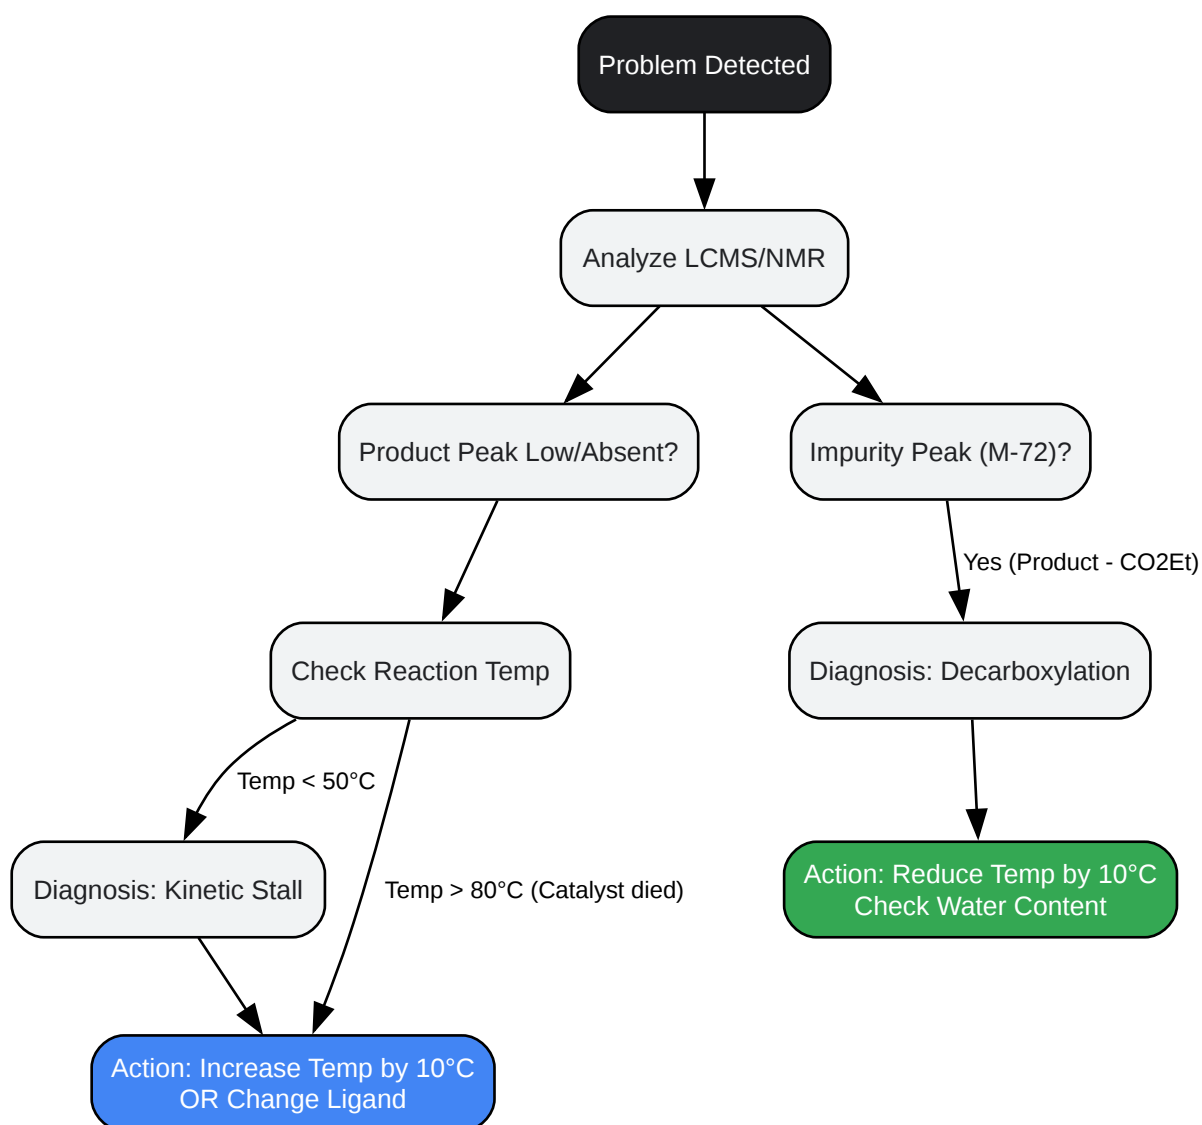 Problem Detected
Analyze LCMS/NMR
Product Peak Low/Absent?
Impurity Peak (M-72)?
Yes (Product - CO2Et)
Check Reaction Temp
Diagnosis: Decarboxylation
Temp < 50°C
Diagnosis: Kinetic Stall
Temp > 80°C (Catalyst died)
Action: Reduce Temp by 10°C
Check Water Content
Action: Increase Temp by 10°C
OR Change Ligand